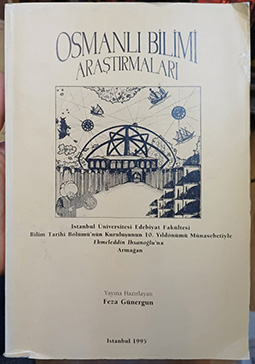 OSMANLI BİLİMİ
ARAŞTIRMALARI
İstanbul Üniversitesi Edebiyat Fakültesi
Bilim Tarihi Bölümü'nün Kuruluşunun 10. Yıldönümü Münasebetiyle
Ekmeleddin İhsanoğlu'na
Armağan
Yayına Hazırlayan
Feza Günergun
İstanbul 1995